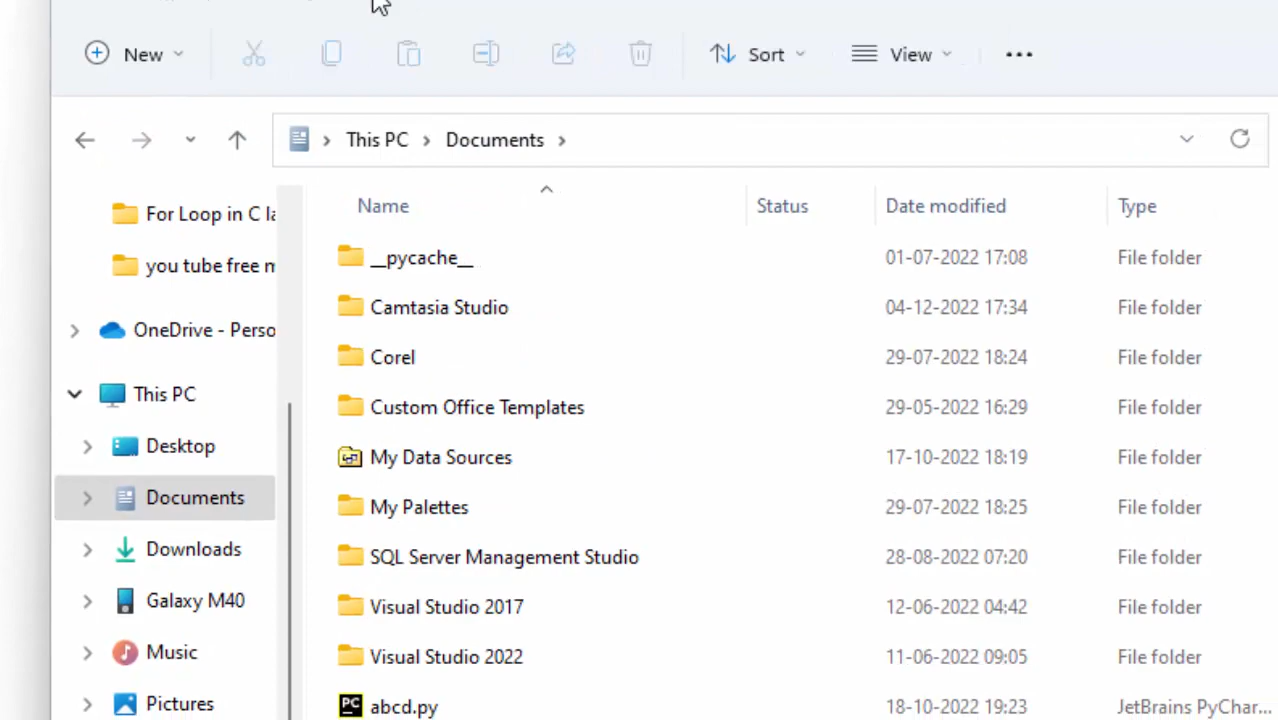 New Sort View
This PC Documents
Name Status Date modified Type
For Loop in C la
you tube free m
OneDrive - Perso
This PC
Desktop
Documents
Downloads
Galaxy M40
Music
Pictures
__pycache__ 01-07-2022 17:08 File folder
Camtasia Studio 04-12-2022 17:34 File folder
Corel 29-07-2022 18:24 File folder
Custom Office Templates 29-05-2022 16:29 File folder
My Data Sources 17-10-2022 18:19 File folder
My Palettes 29-07-2022 18:25 File folder
SQL Server Management Studio 28-08-2022 07:20 File folder
Visual Studio 2017 12-06-2022 04:42 File folder
Visual Studio 2022 11-06-2022 09:05 File folder
PC abcd.py 18-10-2022 19:23 JetBrains PyChar...